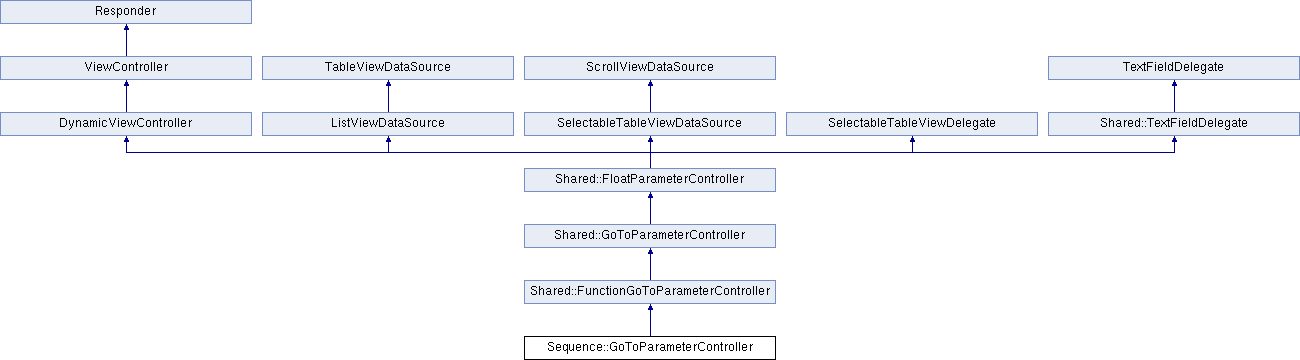 Responder
ViewController
TableViewDataSource
ScrollViewDataSource
TextFieldDelegate
DynamicViewController
ListViewDataSource
SelectableTableViewDataSource
SelectableTableViewDelegate
Shared::TextFieldDelegate
Shared::FloatParameterController
Shared::GoToParameterController
Shared::FunctionGoToParameterController
Sequence::GoToParameterController